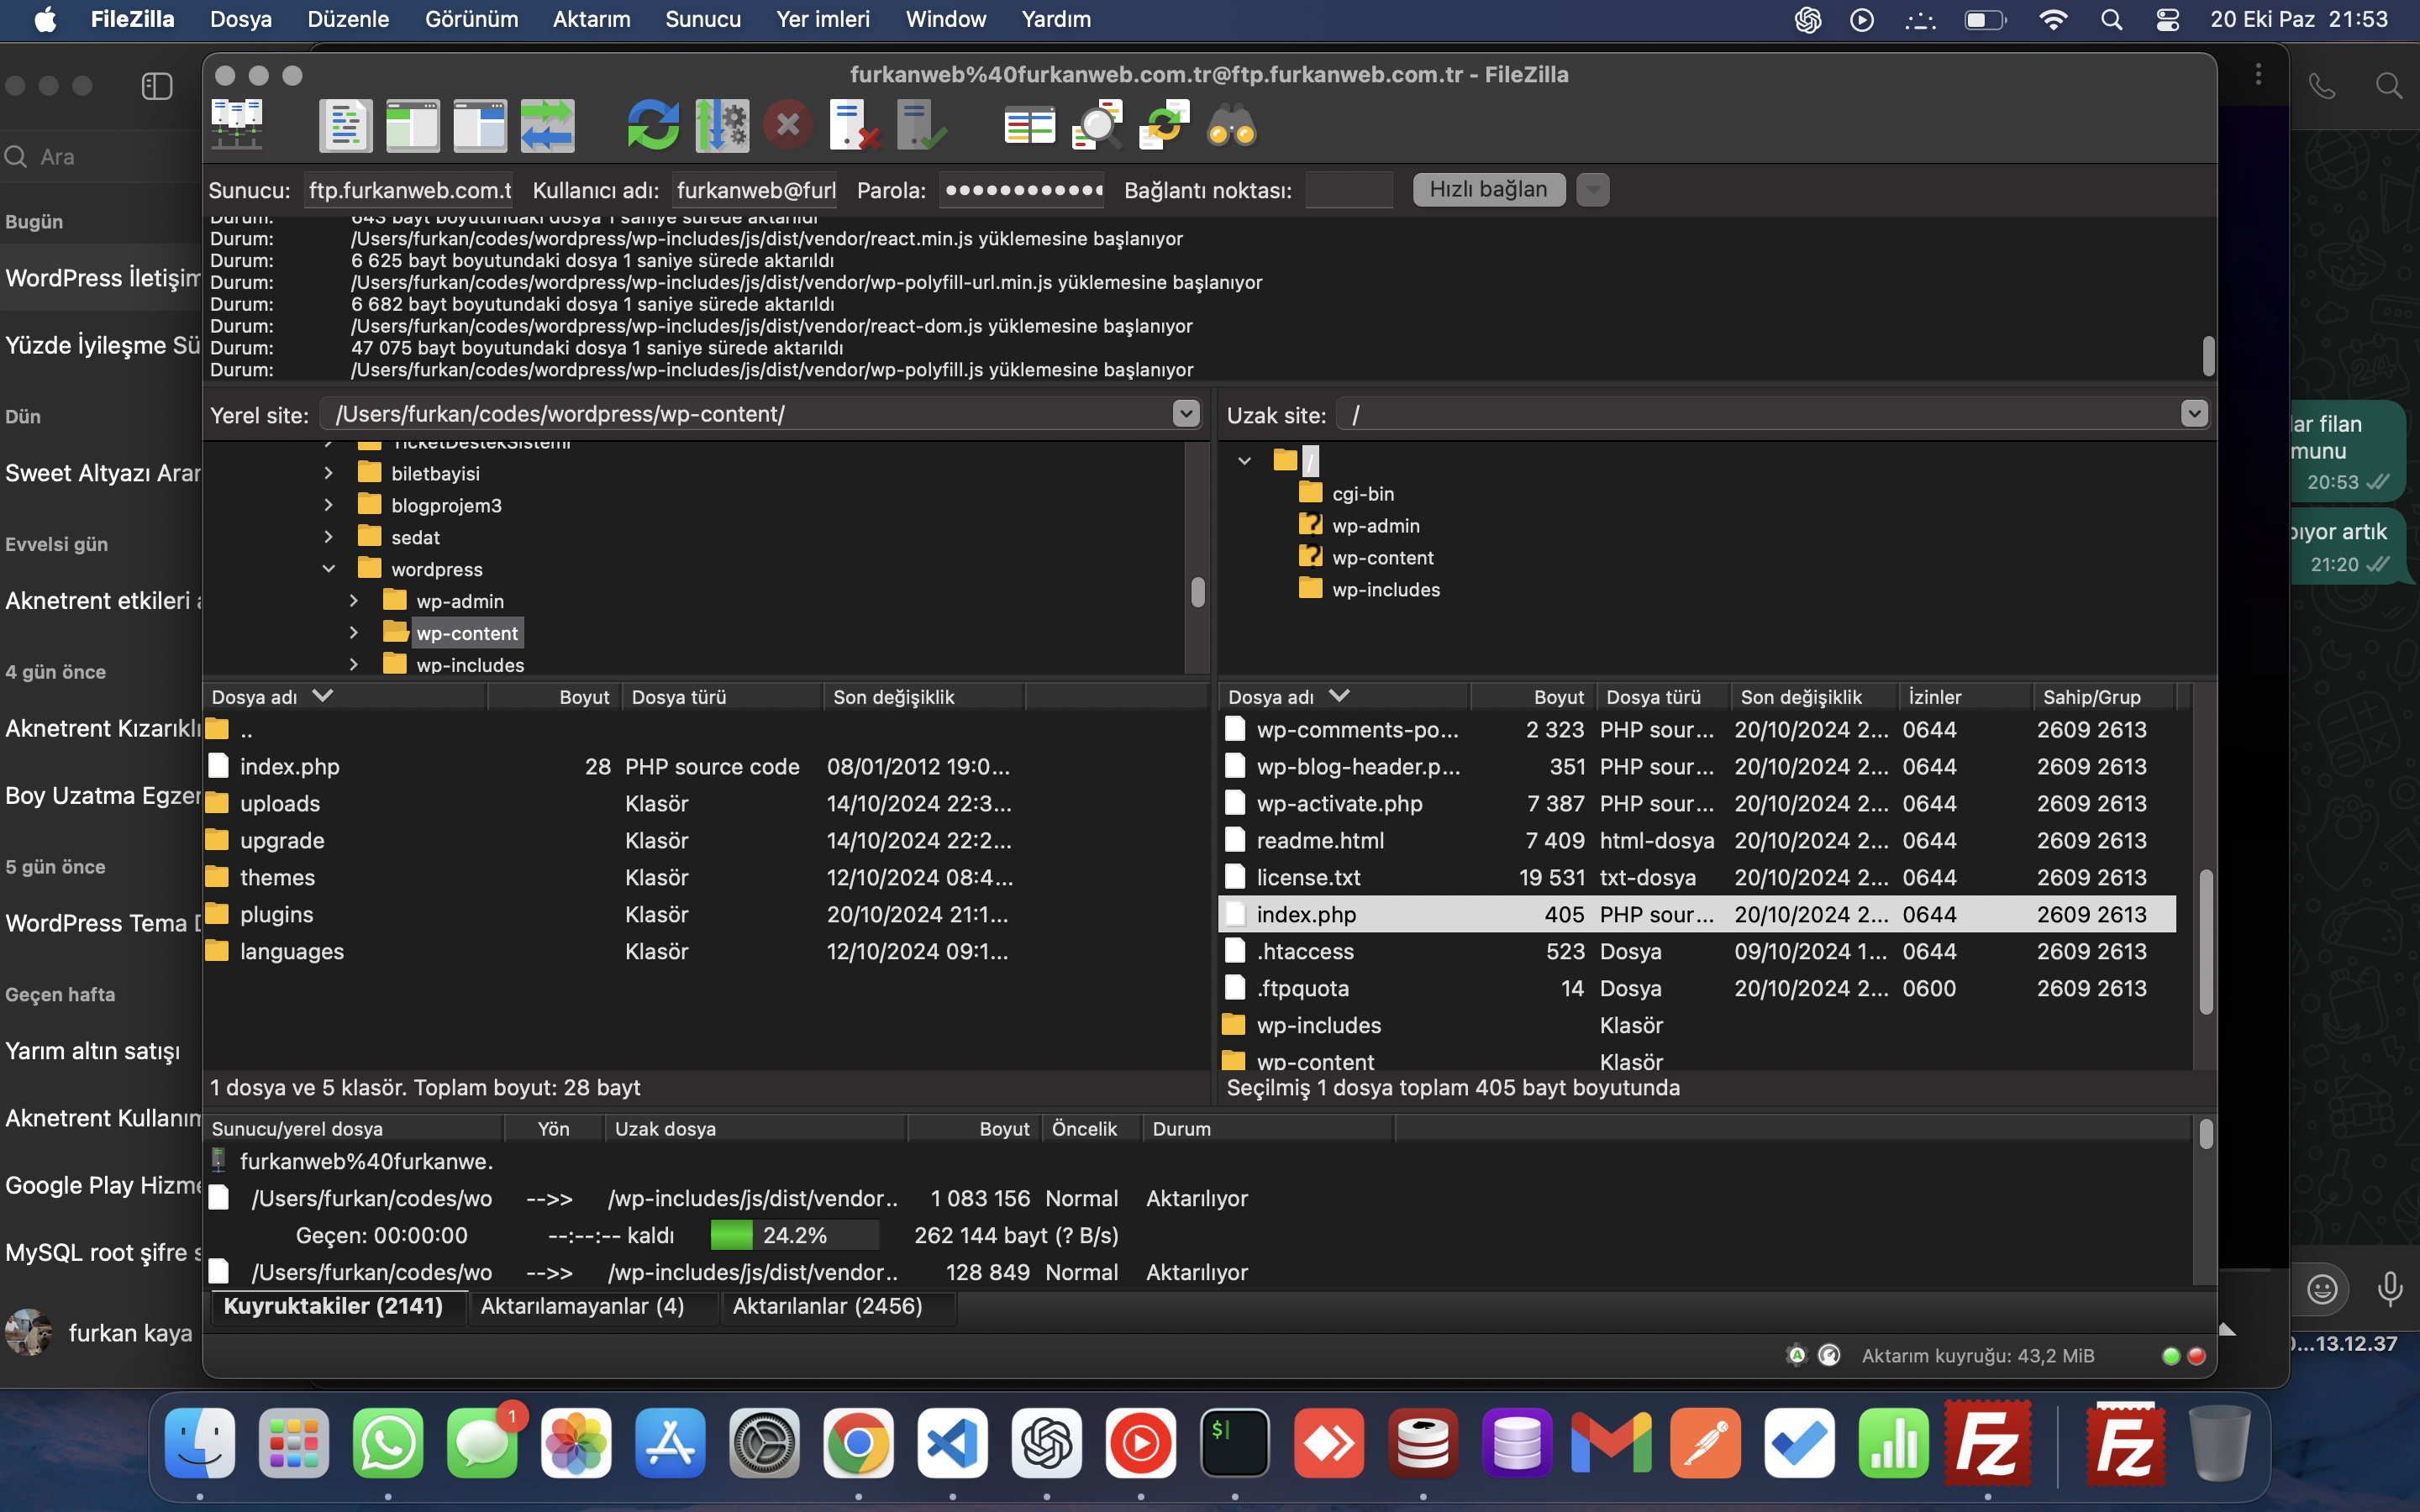 FileZilla Dosya Düzenle Görünüm Aktarım Sunucu Yer imleri Window Yardım 20 Eki Paz 21:53
furkanweb%40furkanweb.com.tr@ftp.furkanweb.com.tr - FileZilla
Ara
Bugün
WordPress İletişim
Yüzde İyileşme Sü
Dün
Sweet Altyazı Arar
Evvelsi gün
Aknetrent etkileri a
4 gün önce
Aknetrent Kızarıklı
Boy Uzatma Egzer
5 gün önce
WordPress Tema D
Geçen hafta
Yarım altın satışı
Aknetrent Kullanım
Google Play Hizme
MySQL root şifre s
furkan kaya
Sunucu: ftp.furkanweb.com.t Kullanıcı adı: furkanweb@furl Parola: ●●●●●●●●●●●● Bağlantı noktası: Hızlı bağlan
Durum: 643 bayt boyutundaki dosya 1 saniye sürede aktarıldı
Durum: /Users/furkan/codes/wordpress/wp-includes/js/dist/vendor/react.min.js yüklemesine başlanıyor
Durum: 6 625 bayt boyutundaki dosya 1 saniye sürede aktarıldı
Durum: /Users/furkan/codes/wordpress/wp-includes/js/dist/vendor/wp-polyfill-url.min.js yüklemesine başlanıyor
Durum: 6 682 bayt boyutundaki dosya 1 saniye sürede aktarıldı
Durum: /Users/furkan/codes/wordpress/wp-includes/js/dist/vendor/react-dom.js yüklemesine başlanıyor
Durum: 47 075 bayt boyutundaki dosya 1 saniye sürede aktarıldı
Durum: /Users/furkan/codes/wordpress/wp-includes/js/dist/vendor/wp-polyfill.js yüklemesine başlanıyor
Yerel site: /Users/furkan/codes/wordpress/wp-content/
TicketDestekSistemi
biletbayisi
blogprojem3
sedat
wordpress
wp-admin
wp-content
wp-includes
Uzak site: /
/
cgi-bin
wp-admin
wp-content
wp-includes
Dosya adı Boyut Dosya türü Son değişiklik
..
index.php 28 PHP source code 08/01/2012 19:0...
uploads Klasör 14/10/2024 22:3...
upgrade Klasör 14/10/2024 22:2...
themes Klasör 12/10/2024 08:4...
plugins Klasör 20/10/2024 21:1...
languages Klasör 12/10/2024 09:1...
1 dosya ve 5 klasör. Toplam boyut: 28 bayt
Dosya adı Boyut Dosya türü Son değişiklik İzinler Sahip/Grup
wp-comments-po... 2 323 PHP sour... 20/10/2024 2... 0644 2609 2613
wp-blog-header.p... 351 PHP sour... 20/10/2024 2... 0644 2609 2613
wp-activate.php 7 387 PHP sour... 20/10/2024 2... 0644 2609 2613
readme.html 7 409 html-dosya 20/10/2024 2... 0644 2609 2613
license.txt 19 531 txt-dosya 20/10/2024 2... 0644 2609 2613
index.php 405 PHP sour... 20/10/2024 2... 0644 2609 2613
.htaccess 523 Dosya 09/10/2024 1... 0644 2609 2613
.ftpquota 14 Dosya 20/10/2024 2... 0600 2609 2613
wp-includes Klasör
wp-content Klasör
Seçilmiş 1 dosya toplam 405 bayt boyutunda
Sunucu/yerel dosya Yön Uzak dosya Boyut Öncelik Durum
furkanweb%40furkanwe.
/Users/furkan/codes/wo -->> /wp-includes/js/dist/vendor.. 1 083 156 Normal Aktarılıyor
Geçen: 00:00:00 --:--:-- kaldı 24.2% 262 144 bayt (? B/s)
/Users/furkan/codes/wo -->> /wp-includes/js/dist/vendor.. 128 849 Normal Aktarılıyor
Kuyruktakiler (2141) Aktarılamayanlar (4) Aktarılanlar (2456)
Aktarım kuyruğu: 43,2 MiB
lar filan
munu
20:53
pıyor artık
21:20
...13.12.37
1
$
Fz
Fz